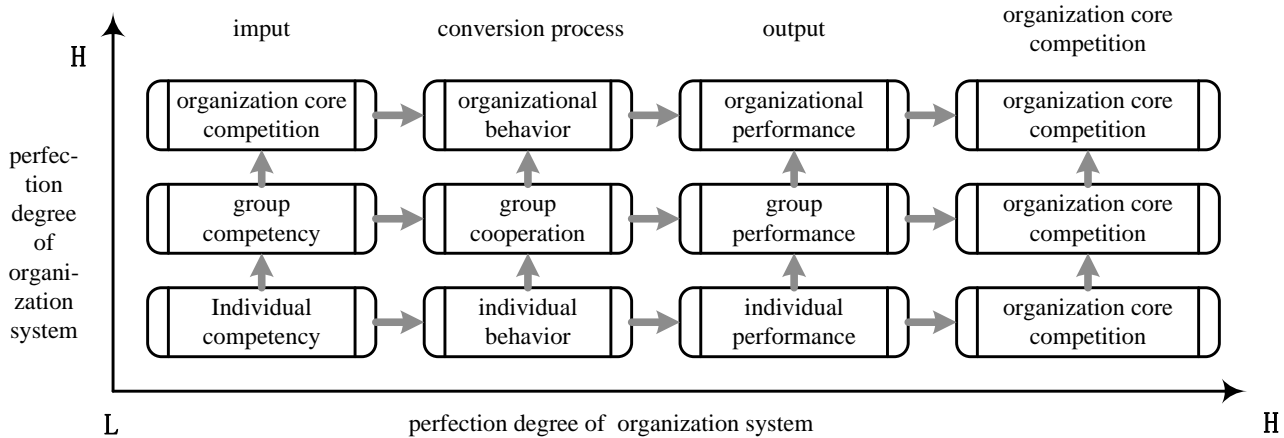 imput
conversion process
output
organization core
competition
H
organization core
competition
organizational
behavior
organizational
performance
organization core
competition
perfec-
tion
degree
of
organi-
zation
system
group
competency
group
cooperation
group
performance
organization core
competition
Individual
competency
individual
behavior
individual
performance
organization core
competition
L
perfection degree of organization system
H